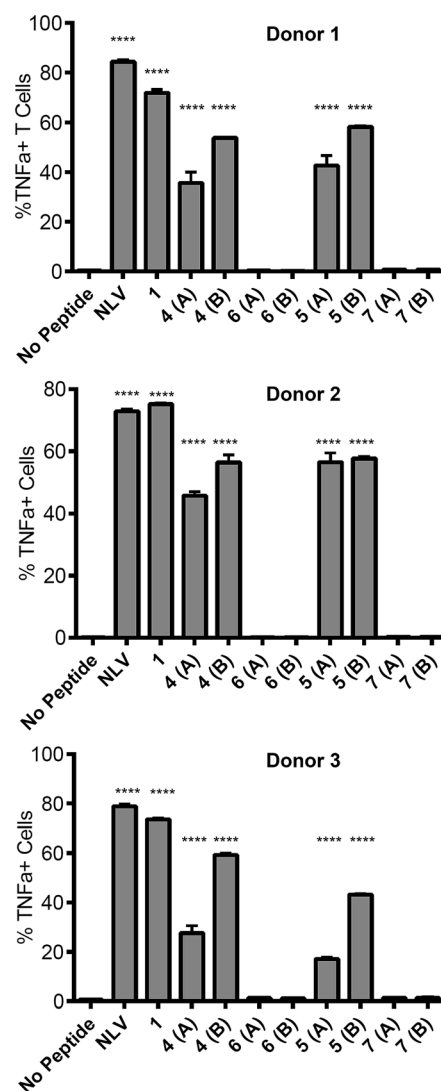 Donor 1
%TNFa+ T Cells
100
80
60
40
20
0
**** **** **** **** **** ****
No Peptide NLV 1 4 (A) 4 (B) 6 (A) 6 (B) 5 (A) 5 (B) 7 (A) 7 (B)
Donor 2
% TNFa+ Cells
80
60
40
20
0
**** **** **** **** **** ****
No Peptide NLV 1 4 (A) 4 (B) 6 (A) 6 (B) 5 (A) 5 (B) 7 (A) 7 (B)
Donor 3
% TNFa+ Cells
100
80
60
40
20
0
**** **** **** **** **** ****
No Peptide NLV 1 4 (A) 4 (B) 6 (A) 6 (B) 5 (A) 5 (B) 7 (A) 7 (B)